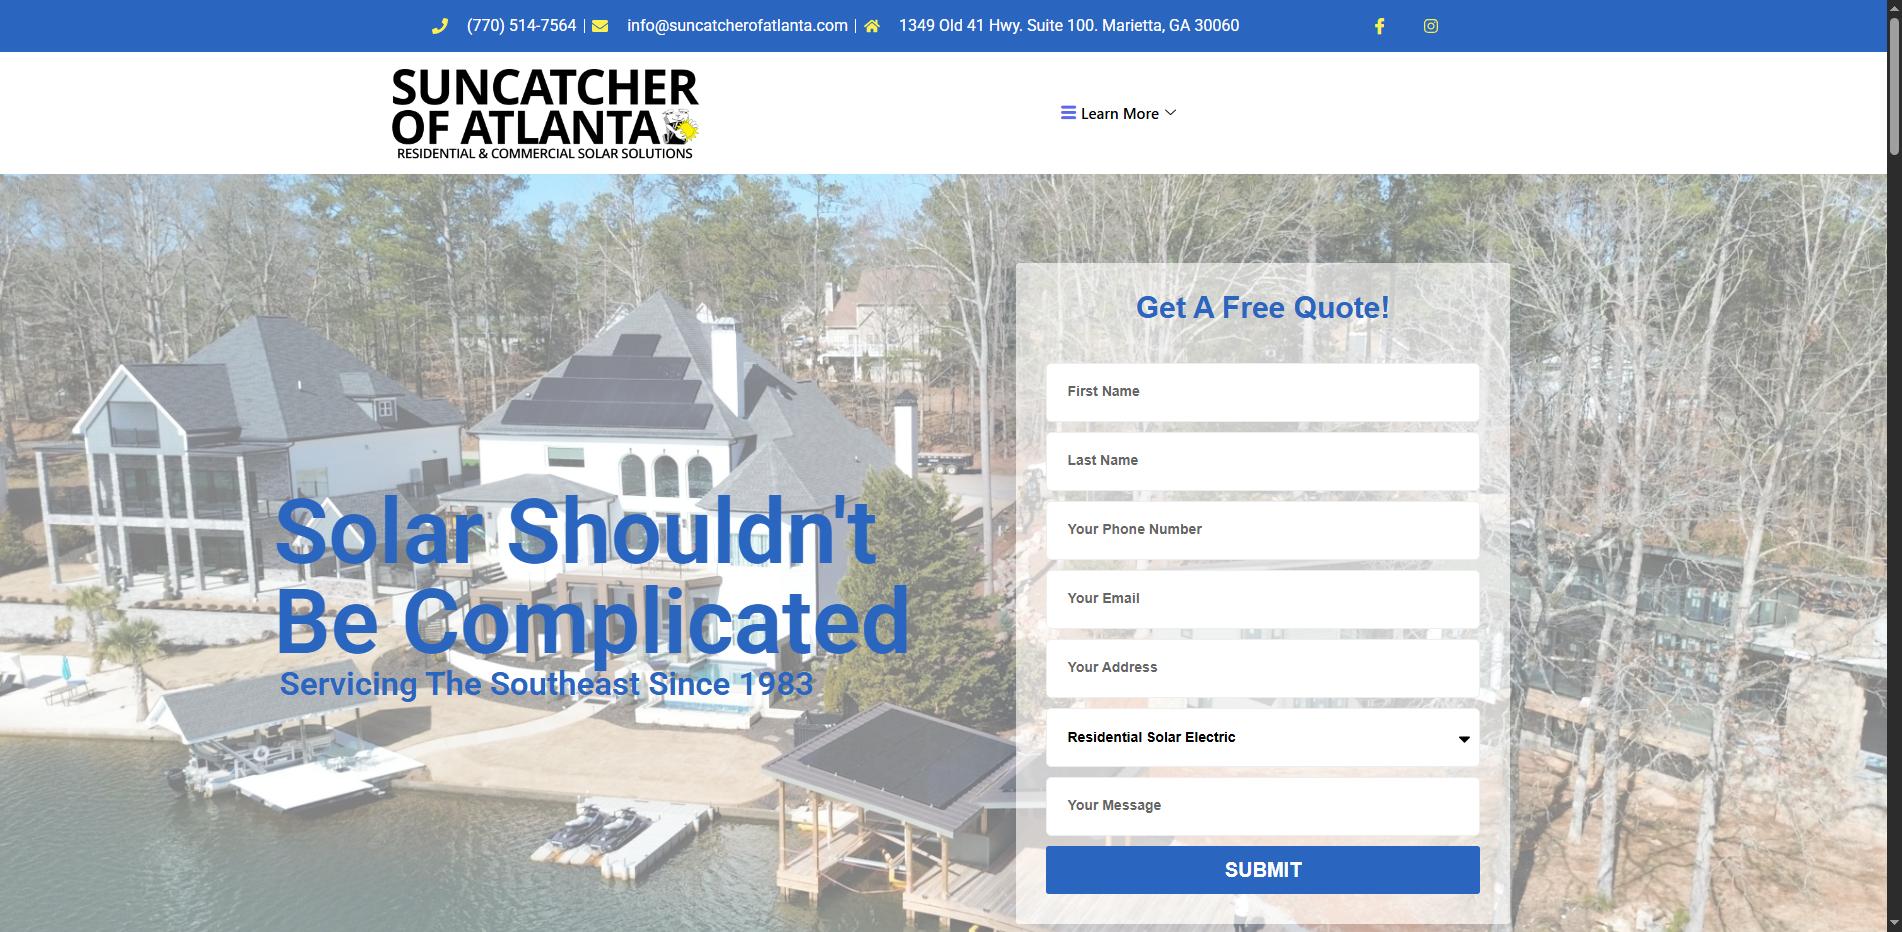 (770) 514-7564 | info@suncatcherofatlanta.com | 1349 Old 41 Hwy. Suite 100. Marietta, GA 30060
SUNCATCHER
OF ATLANTA
RESIDENTIAL & COMMERCIAL SOLAR SOLUTIONS
Learn More
Solar Shouldn't
Be Complicated
Servicing The Southeast Since 1983
Get A Free Quote!
First Name
Last Name
Your Phone Number
Your Email
Your Address
Residential Solar Electric
Your Message
SUBMIT